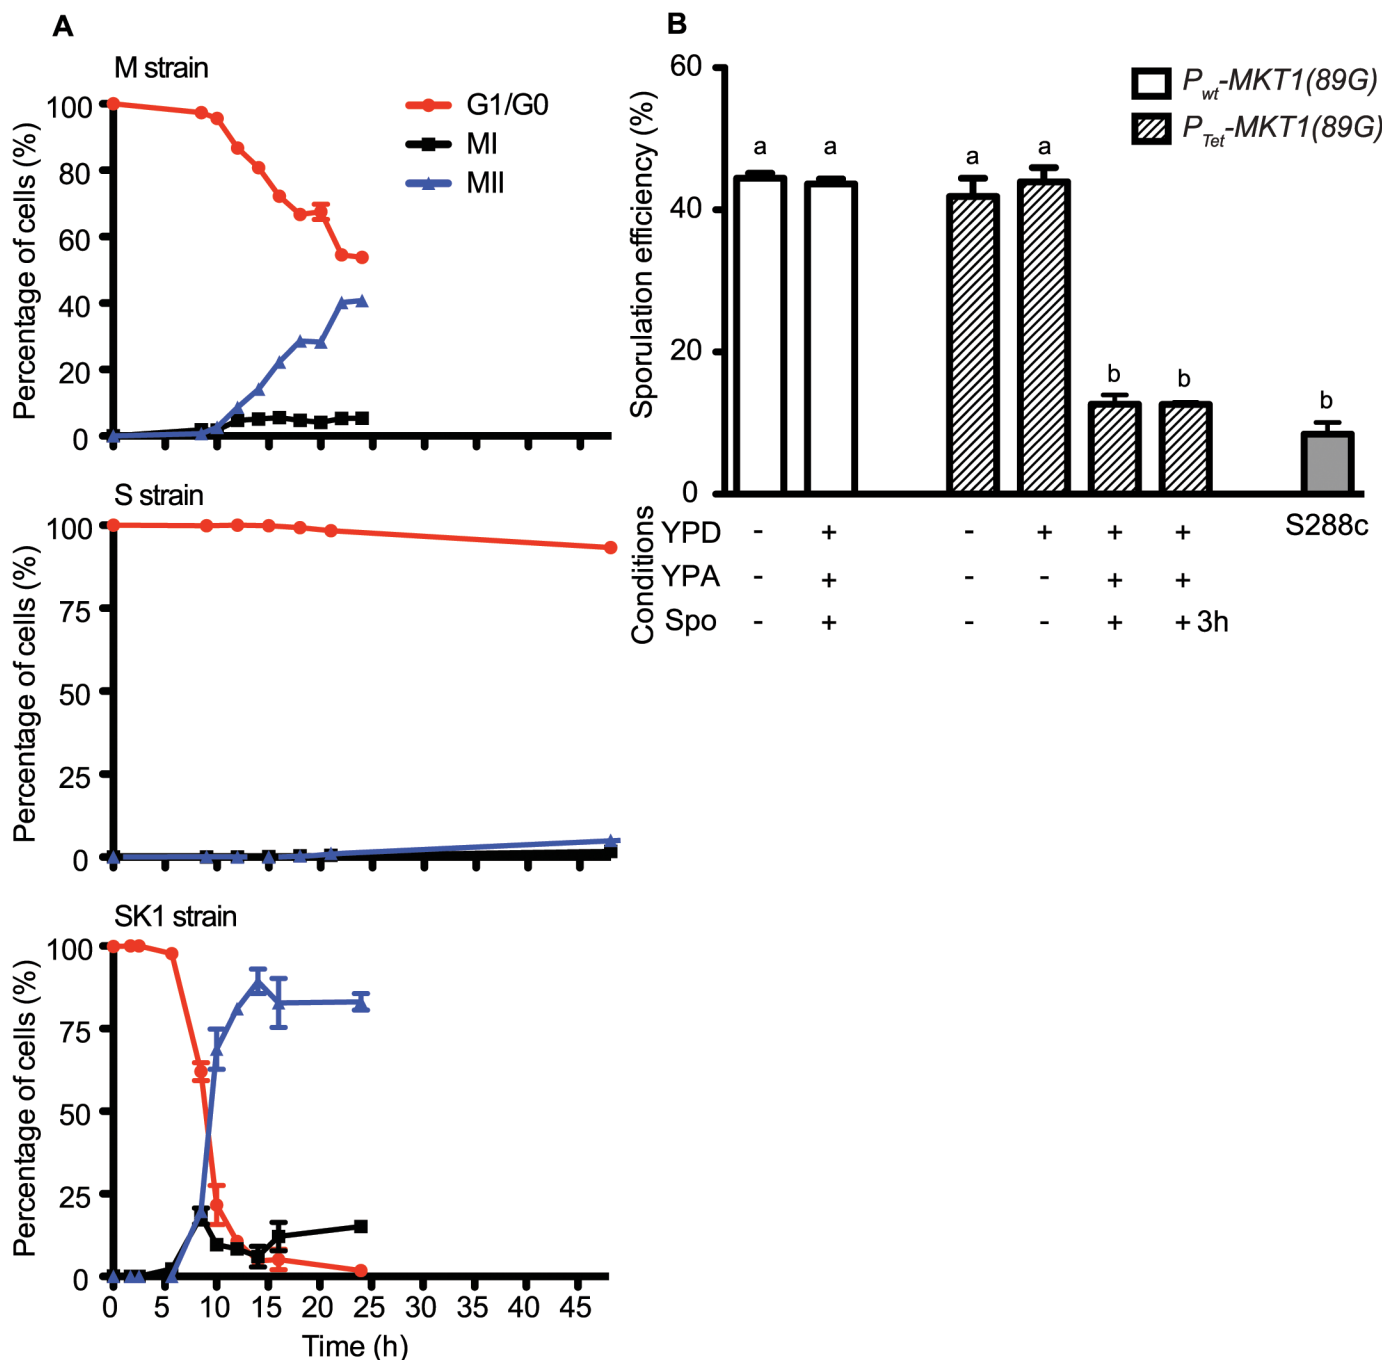 A
M strain
Percentage of cells (%)
100
80
60
40
20
0
G1/G0
MI
MII
S strain
Percentage of cells (%)
100
75
50
25
0
SK1 strain
Percentage of cells (%)
100
75
50
25
0
0 5 10 15 20 25 30 35 40 45
Time (h)
B
Sporulation efficiency (%)
60
40
20
0
Pwt-MKT1(89G)
PTet-MKT1(89G)
a a a a b b b
S288c
Conditions
YPD - + - + + +
YPA - + - - + +
Spo - + - - + + 3h